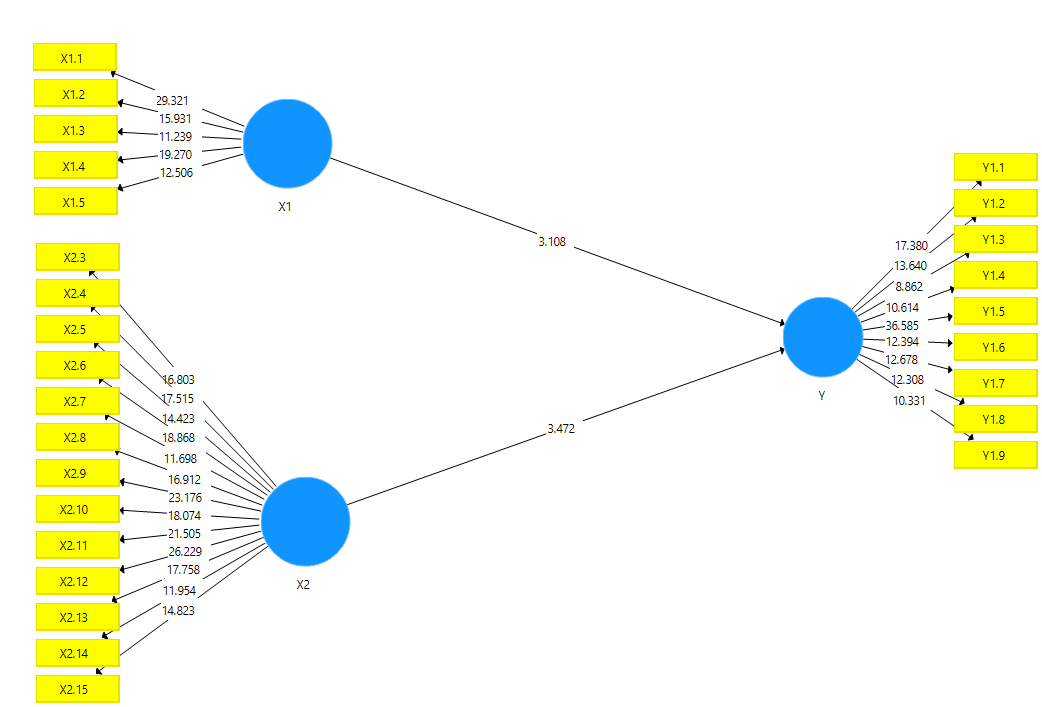 X1.1
X1.2
X1.3
X1.4
X1.5
29.321
15.931
11.239
19.270
12.506
X1
3.108
X2.3
X2.4
X2.5
X2.6
X2.7
X2.8
X2.9
X2.10
X2.11
X2.12
X2.13
X2.14
X2.15
16.803
17.515
14.423
18.868
11.698
16.912
23.176
18.074
21.505
26.229
17.758
11.954
14.823
X2
3.472
Y
17.380
13.640
8.862
10.614
36.585
12.394
12.678
12.308
10.331
Y1.1
Y1.2
Y1.3
Y1.4
Y1.5
Y1.6
Y1.7
Y1.8
Y1.9